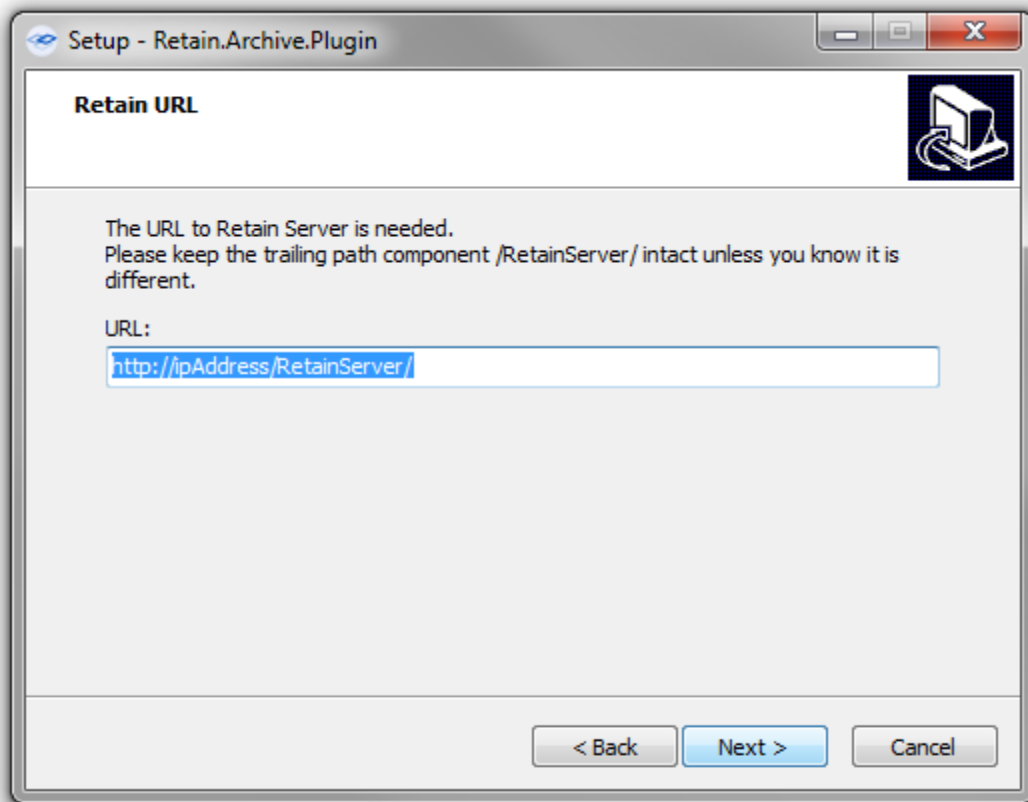 Setup - Retain.Archive.Plugin
Retain URL
The URL to Retain Server is needed.
Please keep the trailing path component /RetainServer/ intact unless you know it is
different.
URL:
http://ipAddress/RetainServer/
< Back
Next >
Cancel